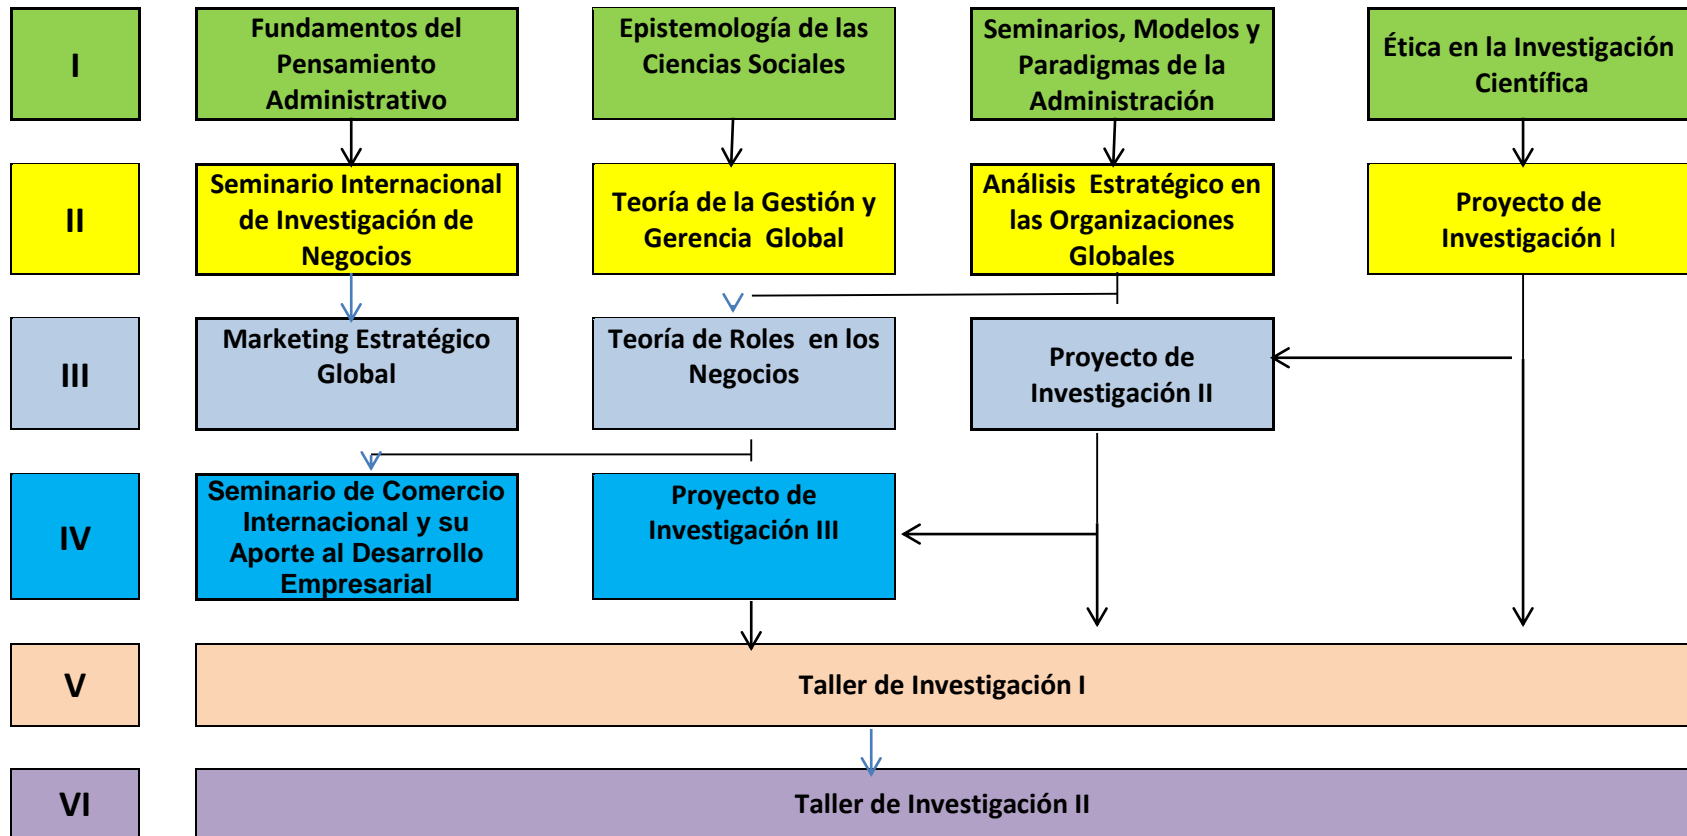 I
Fundamentos del
Pensamiento
Administrativo
Epistemología de las
Ciencias Sociales
Seminarios, Modelos y
Paradigmas de la
Administración
Ética en la Investigación
Científica
II
Seminario Internacional
de Investigación de
Negocios
Teoría de la Gestión y
Gerencia Global
Análisis Estratégico en
las Organizaciones
Globales
Proyecto de
Investigación I
III
Marketing Estratégico
Global
Teoría de Roles en los
Negocios
Proyecto de
Investigación II
IV
Seminario de Comercio
Internacional y su
Aporte al Desarrollo
Empresarial
Proyecto de
Investigación III
V
Taller de Investigación I
VI
Taller de Investigación II